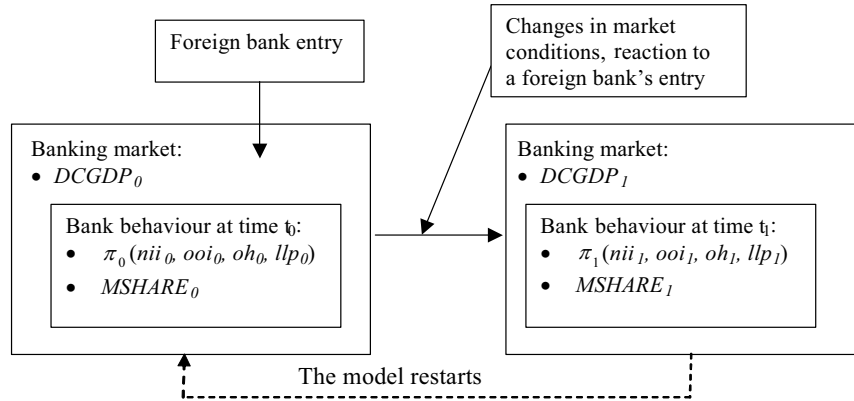 Foreign bank entry
Changes in market
conditions, reaction to
a foreign bank's entry
Banking market:
• DCGDP₀
Bank behaviour at time t₀:
• π₀(nii₀, ooi₀, oh₀, llp₀)
• MSHARE₀
Banking market:
• DCGDP₁
Bank behaviour at time t₁:
• π₁(nii₁, ooi₁, oh₁, llp₁)
• MSHARE₁
The model restarts